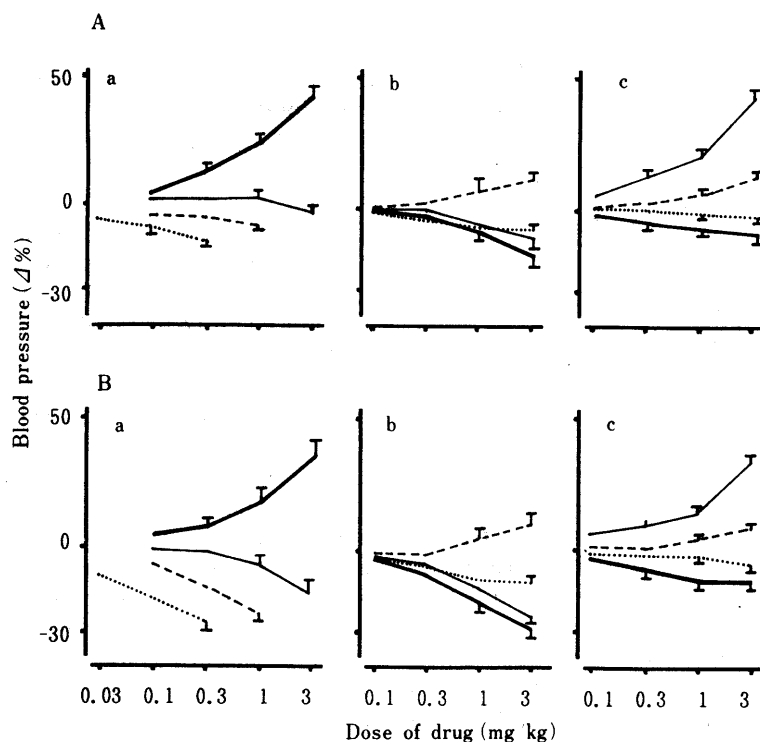 A
a
b
c
50
0
-30
B
a
b
c
50
0
-30
0.03 0.1 0.3 1 3
0.1 0.3 1 3
0.1 0.3 1 3
Blood pressure (Δ%)
Dose of drug (mg kg)